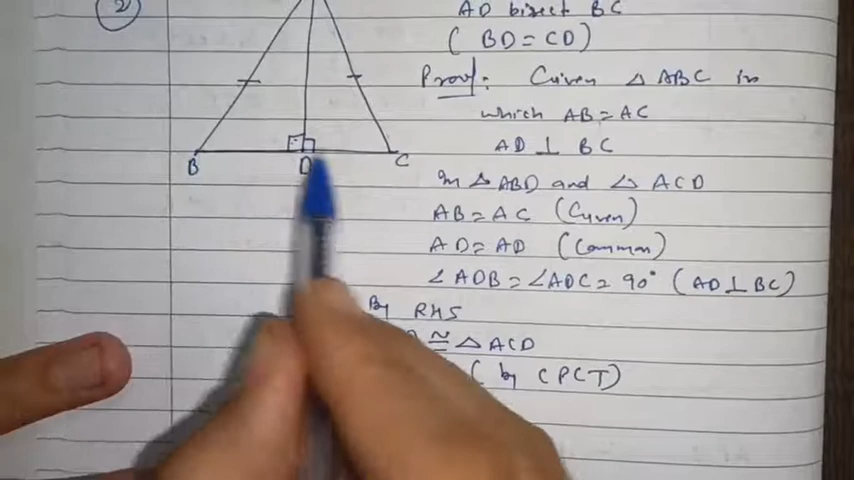 2
AD bisect BC
( BD = CD )
Proof : Given △ ABC in
which AB = AC
AD ⊥ BC
In △ ABD and △ ACD
AB = AC (Given)
AD = AD (Common)
∠ADB = ∠ADC = 90° (AD ⊥ BC)
By RHS
≅ △ ACD
( by CPCT)
B D C